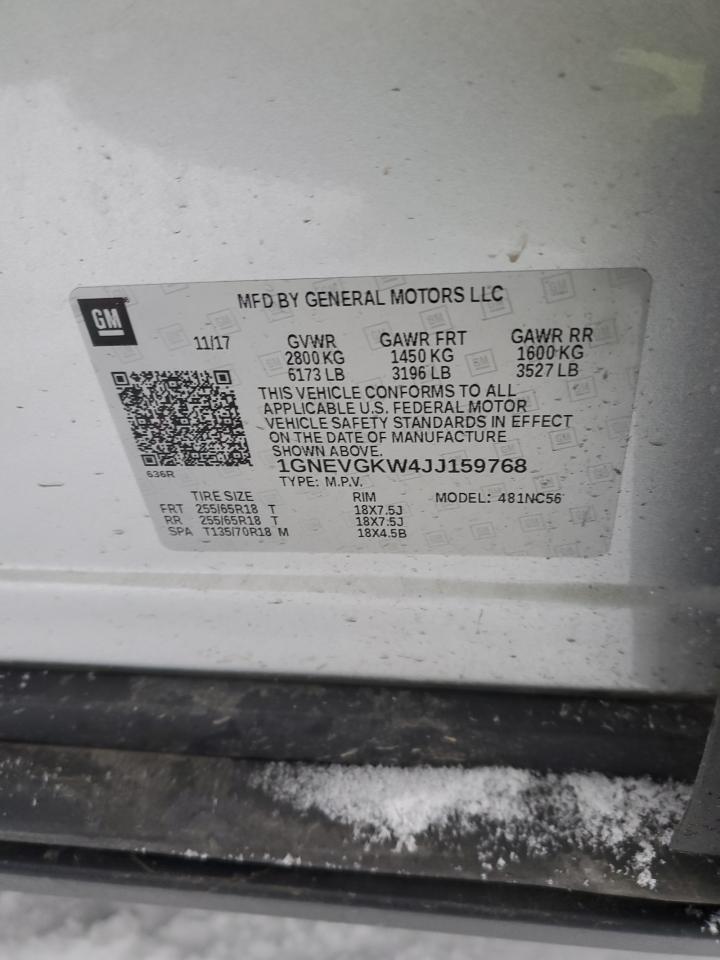 GM
MFD BY GENERAL MOTORS LLC
11/17 GVWR GAWR FRT GAWR RR
2800 KG 1450 KG 1600 KG
6173 LB 3196 LB 3527 LB
THIS VEHICLE CONFORMS TO ALL
APPLICABLE U.S. FEDERAL MOTOR
VEHICLE SAFETY STANDARDS IN EFFECT
ON THE DATE OF MANUFACTURE
SHOWN ABOVE.
636R
1GNEVGKW4JJ159768
TYPE: M.P.V.
TIRE SIZE RIM MODEL: 481NC56
FRT 255/65R18 T 18X7.5J
RR 255/65R18 T 18X7.5J
SPA T135/70R18 M 18X4.5B